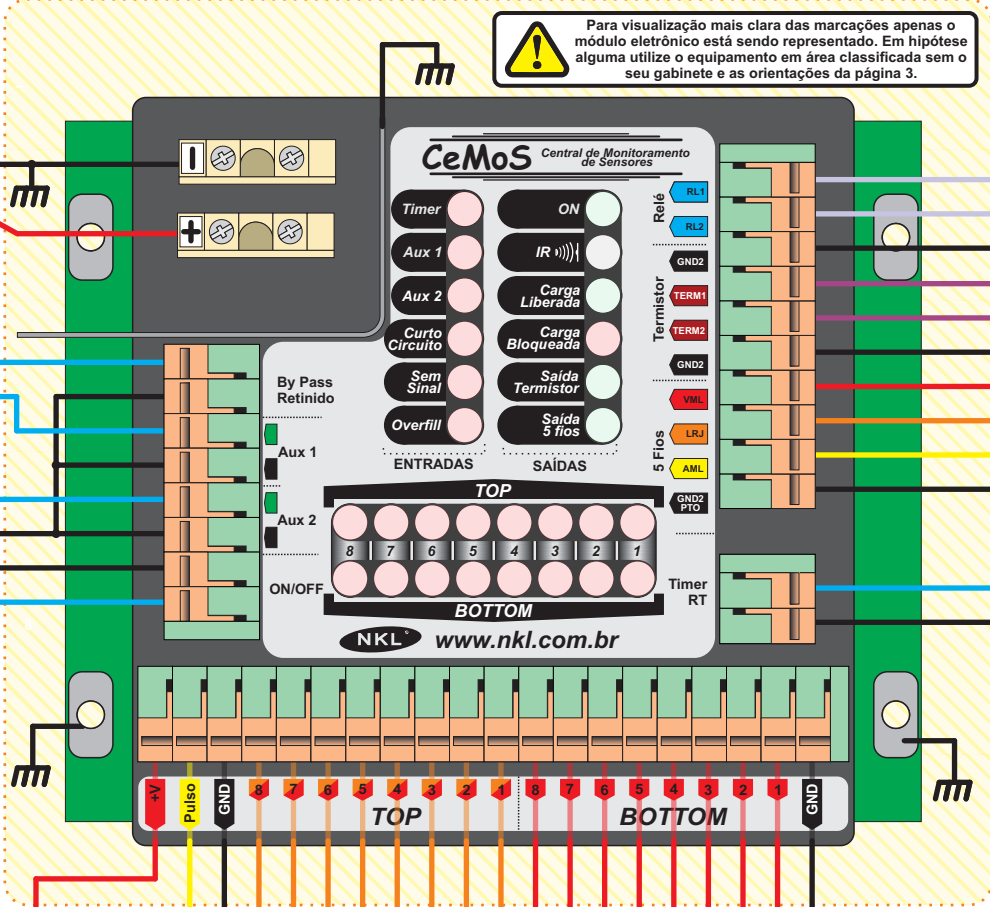 Para visualização mais clara das marcações apenas o
módulo eletrônico está sendo representado. Em hipótese
alguma utilize o equipamento em área classificada sem o
seu gabinete e as orientações da página 3.
CeMoS
Central de Monitoramento
de Sensores
Timer
Aux 1
Aux 2
Curto
Circuito
Sem
Sinal
Overfill
ENTRADAS
ON
IR
Carga
Liberada
Carga
Bloqueada
Saída
Termistor
Saída
5 fios
SAÍDAS
Relé
RL1
RL2
Termistor
GND2
TERM1
TERM2
GND2
5 Fios
VML
LRJ
AML
GND2
PTO
Timer
RT
By Pass
Retinido
Aux 1
Aux 2
ON/OFF
TOP
8 7 6 5 4 3 2 1
BOTTOM
NKL www.nkl.com.br
+V Pulso GND 8 7 6 5 4 3 2 1 8 7 6 5 4 3 2 1 GND
TOP BOTTOM